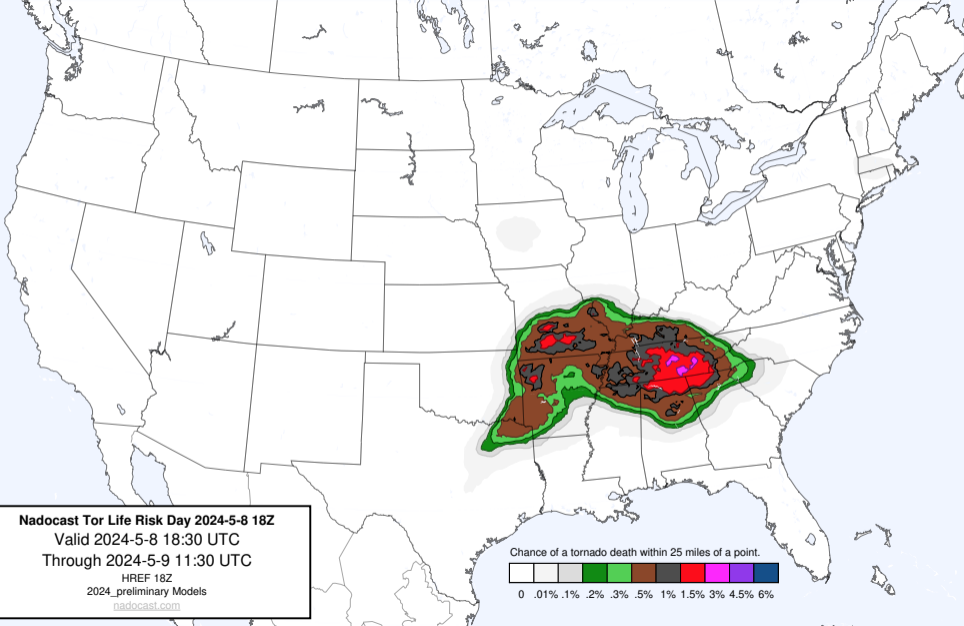 Nadocast Tor Life Risk Day 2024-5-8 18Z
Valid 2024-5-8 18:30 UTC
Through 2024-5-9 11:30 UTC
HREF 18Z
2024_preliminary Models
nadocast.com
Chance of a tornado death within 25 miles of a point.
0 .01% .1% .2% .3% .5% 1% 1.5% 3% 4.5% 6%